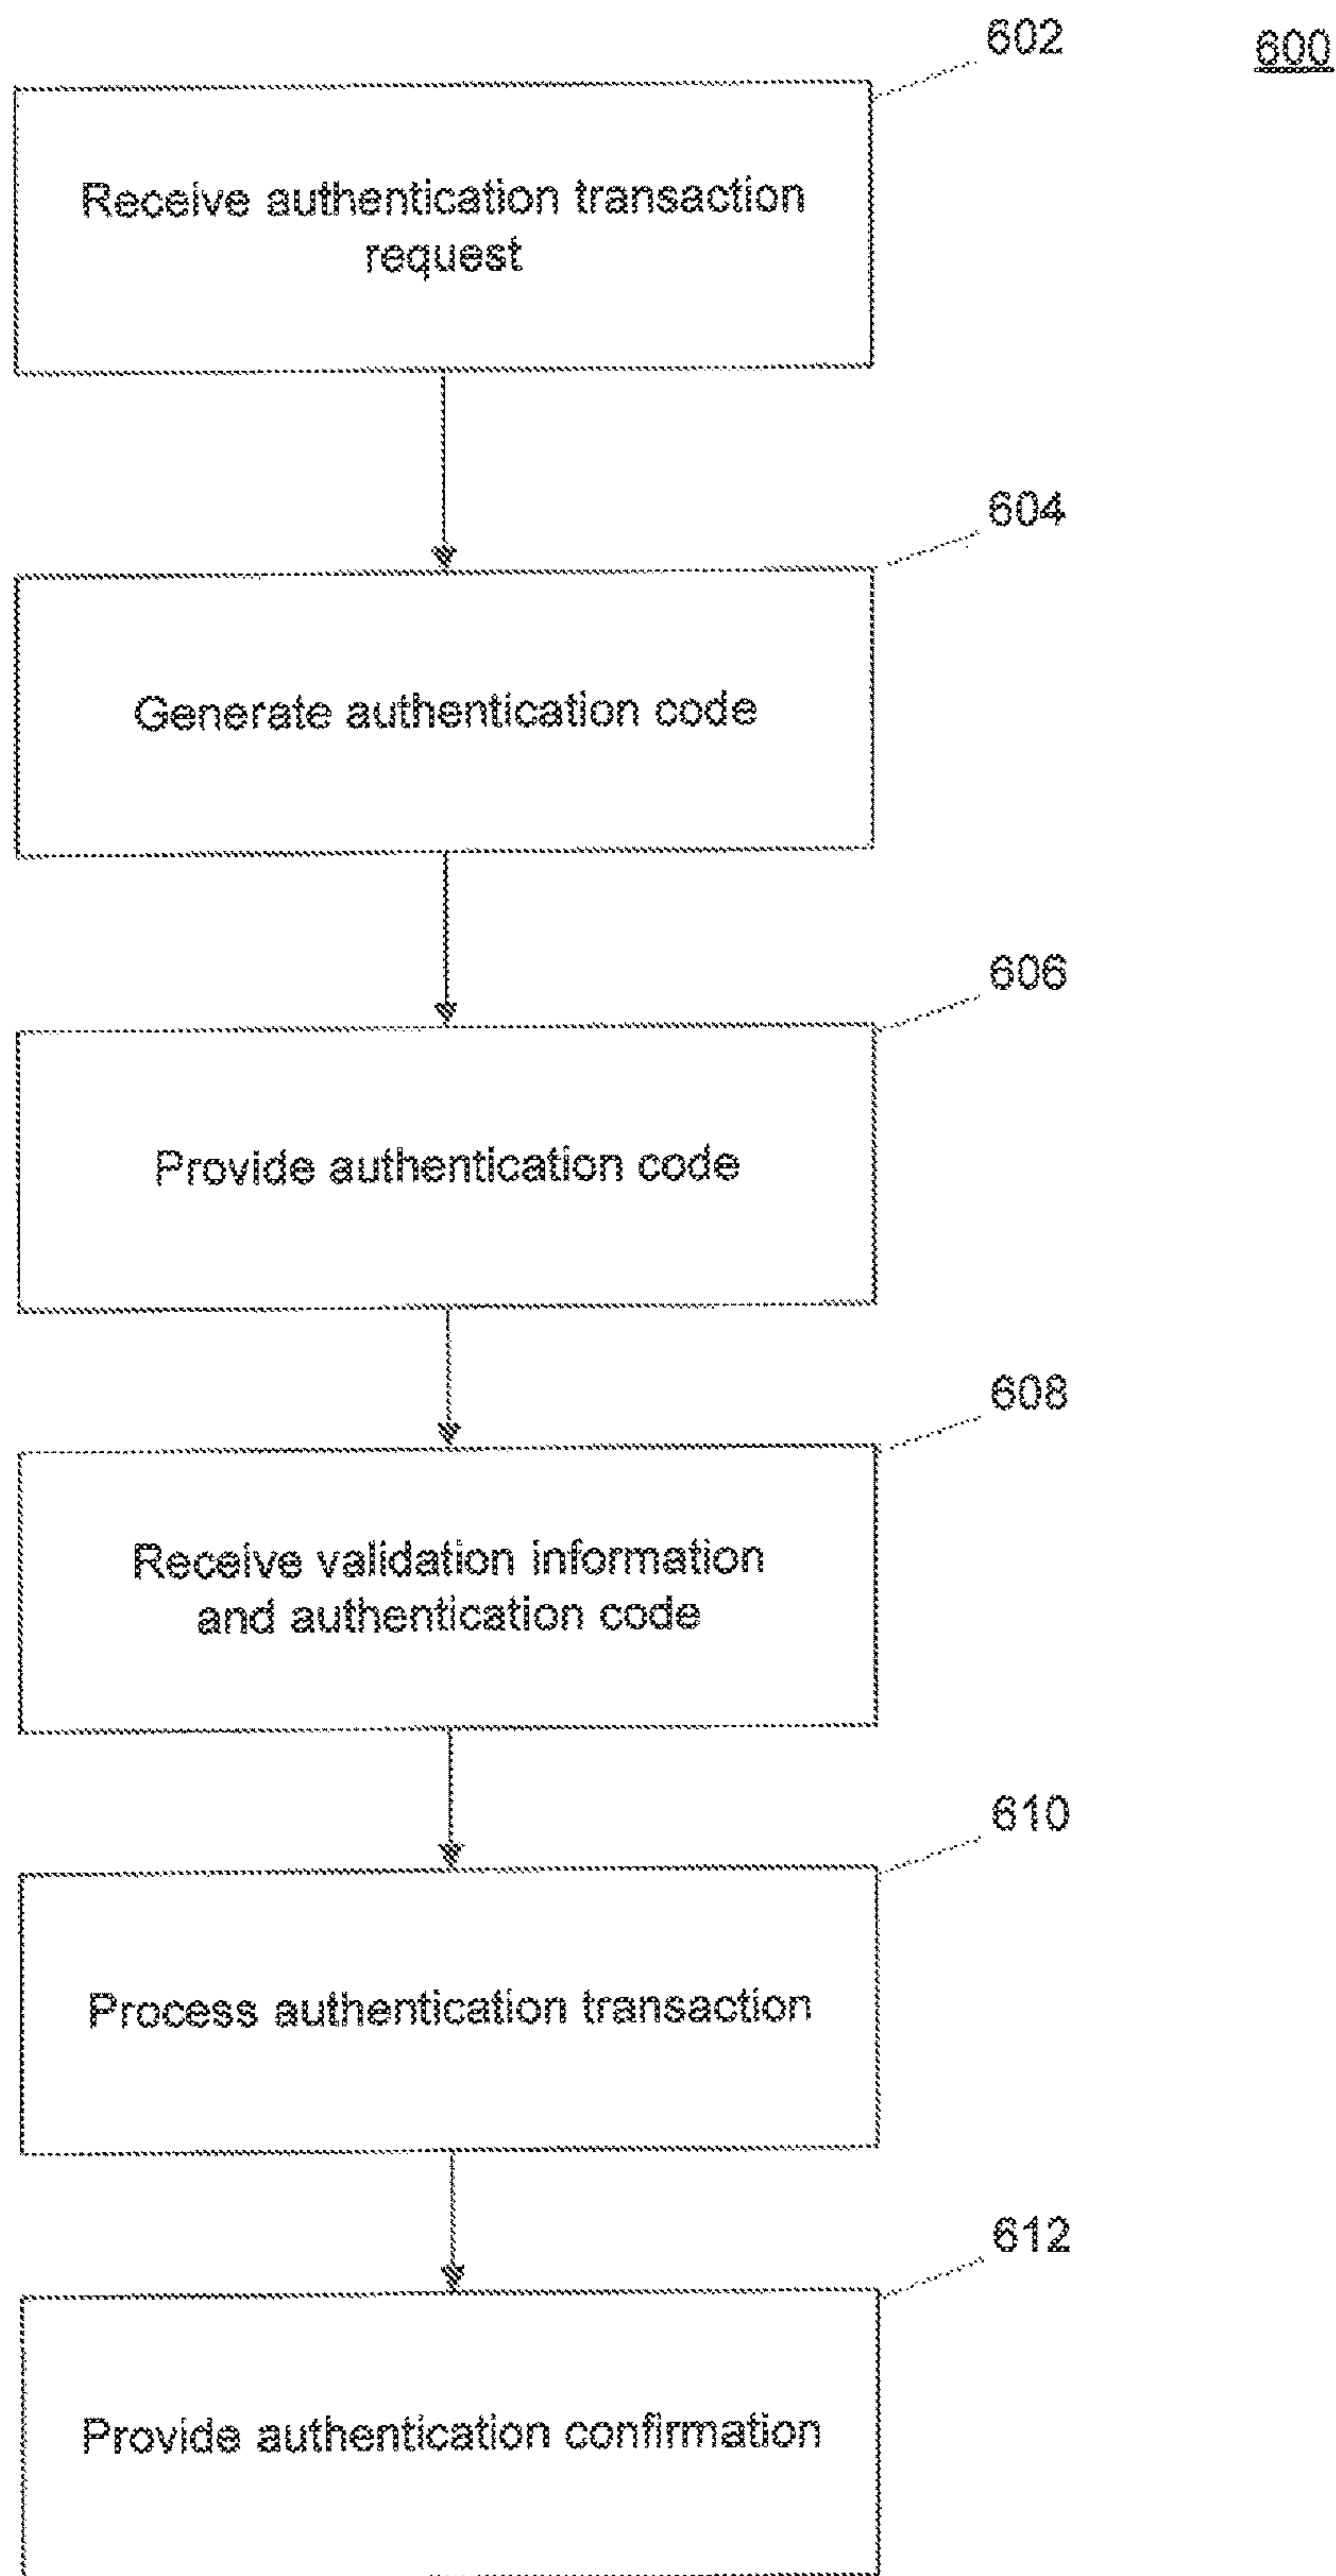 602
600
Receive authentication transaction
request
604
Generate authentication code
606
Provide authentication code
608
Receive validation information
and authentication code
610
Process authentication transaction
612
Provide authentication confirmation